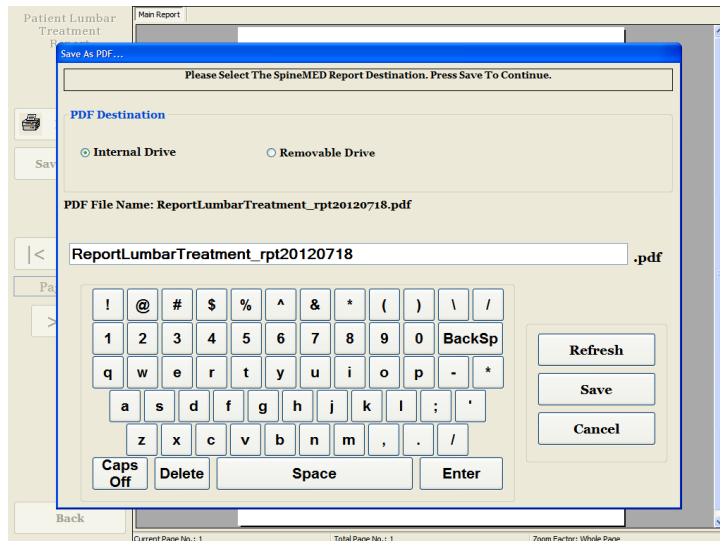 Patient Lumbar
Treatment
Main Report
Save As PDF...
Please Select The SpineMED Report Destination. Press Save To Continue.
PDF Destination
Internal Drive
Removable Drive
PDF File Name: ReportLumbarTreatment_rpt20120718.pdf
ReportLumbarTreatment_rpt20120718
.pdf
! @ # $ % ^ & * ( ) \ /
1 2 3 4 5 6 7 8 9 0 BackSp
q w e r t y u i o p - *
a s d f g h j k l ; '
z x c v b n m , . /
Caps Off Delete Space Enter
Refresh
Save
Cancel
Sav
|<
Pa
>
Back
Current Page No.: 1
Total Page No.: 1
Zoom Factor: Whole Page